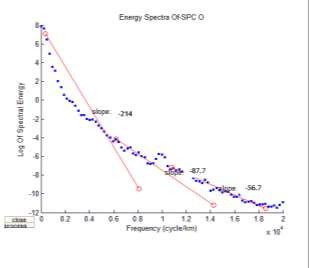 Energy Spectra Of-SPC O
8
6
4
2
0
-2
-4
-6
-8
-10
-12
Log Of Spectral Energy
slope: -214
slope: -87.7
slope: -56.7
0 0.2 0.4 0.6 0.8 1 1.2 1.4 1.6 1.8 2
x 10⁴
Frequency (cycle/km)
close
process